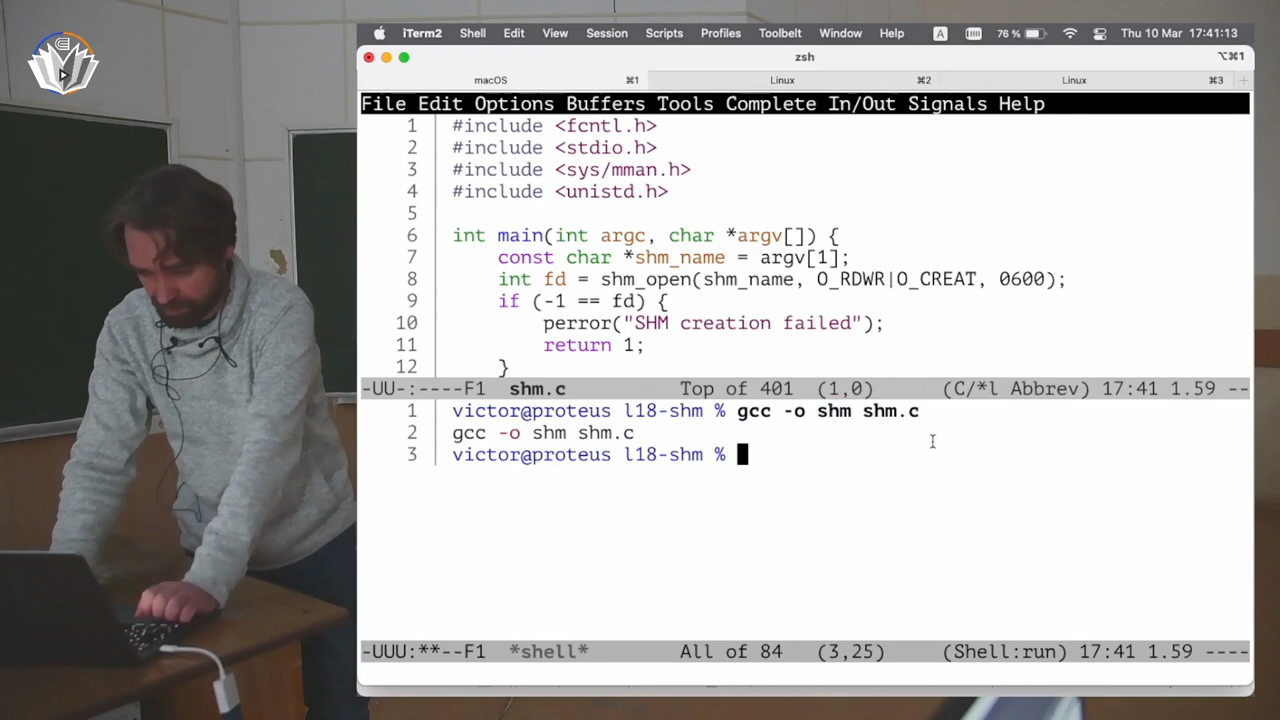 iTerm2 Shell Edit View Session Scripts Profiles Toolbelt Window Help A 76 % Thu 10 Mar 17:41:13
zsh ⌥⌘1
macOS ⌘1 Linux ⌘2 Linux ⌘3
File Edit Options Buffers Tools Complete In/Out Signals Help
1 #include <fcntl.h>
2 #include <stdio.h>
3 #include <sys/mman.h>
4 #include <unistd.h>
5
6 int main(int argc, char *argv[]) {
7 const char *shm_name = argv[1];
8 int fd = shm_open(shm_name, O_RDWR|O_CREAT, 0600);
9 if (-1 == fd) {
10 perror("SHM creation failed");
11 return 1;
12 }
-UU-:----F1 shm.c Top of 401 (1,0) (C/*l Abbrev) 17:41 1.59 --
1 victor@proteus l18-shm % gcc -o shm shm.c
2 gcc -o shm shm.c
3 victor@proteus l18-shm %
-UUU:**--F1 *shell* All of 84 (3,25) (Shell:run) 17:41 1.59 ----